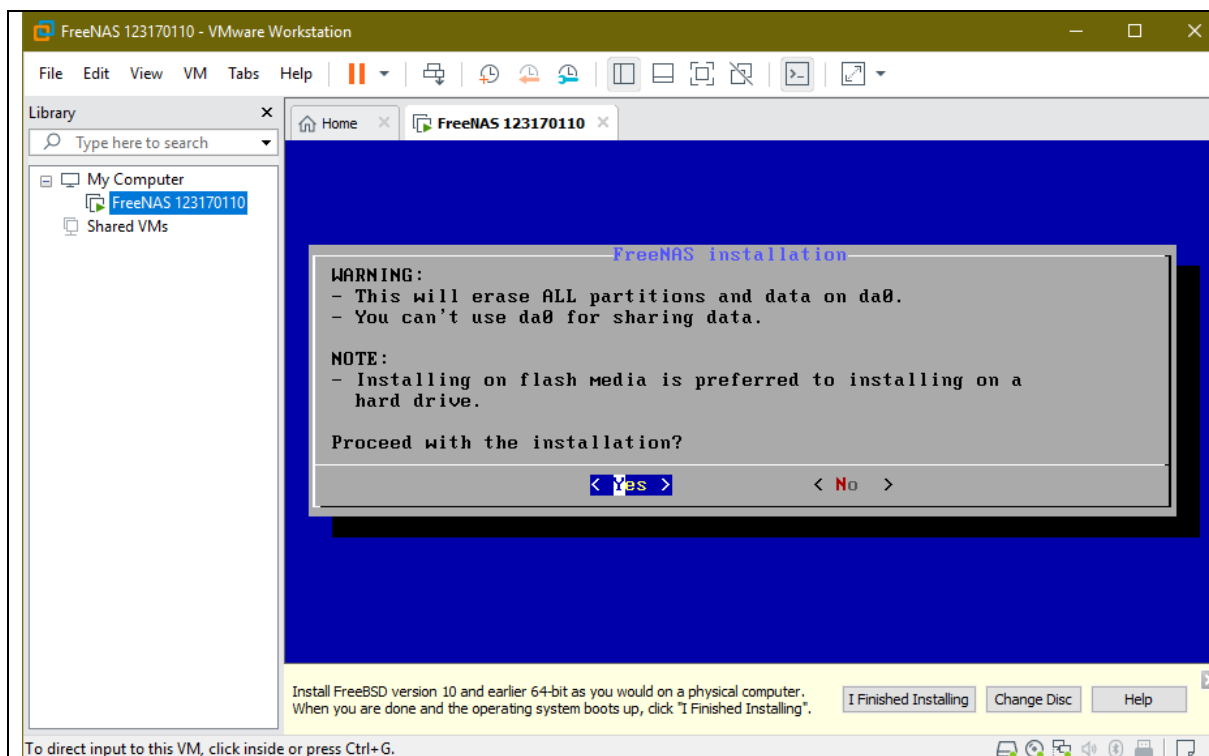 FreeNAS 123170110 - VMware Workstation
File Edit View VM Tabs Help
Library
Type here to search
My Computer
FreeNAS 123170110
Shared VMs
Home
FreeNAS 123170110
FreeNAS installation
WARNING:
- This will erase ALL partitions and data on da0.
- You can't use da0 for sharing data.
NOTE:
- Installing on flash media is preferred to installing on a
hard drive.
Proceed with the installation?
< Yes > < No >
Install FreeBSD version 10 and earlier 64-bit as you would on a physical computer.
When you are done and the operating system boots up, click "I Finished Installing".
I Finished Installing Change Disc Help
To direct input to this VM, click inside or press Ctrl+G.